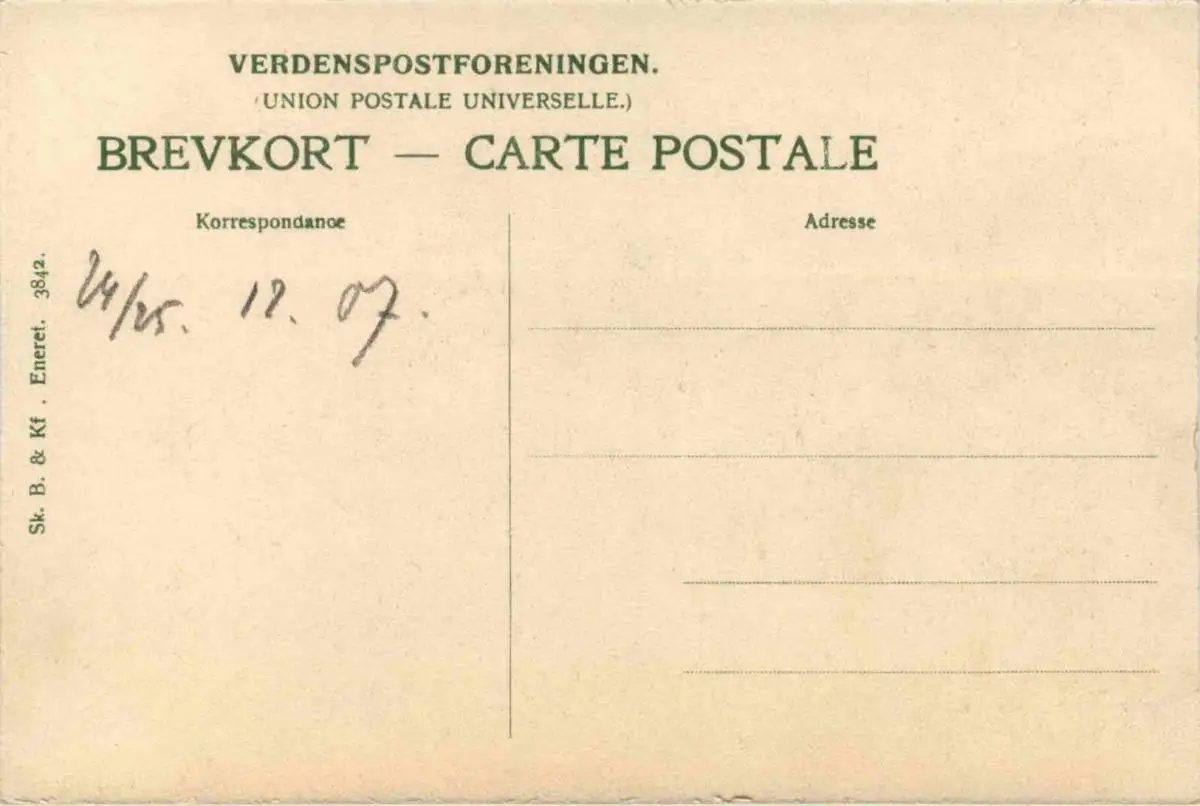 VERDENSPOSTFORENINGEN.
(UNION POSTALE UNIVERSELLE.)
BREVKORT — CARTE POSTALE
Korrespondance
Adresse
24/25. 12. 07.
Sk. B. & Kf. Eneret. 3842.